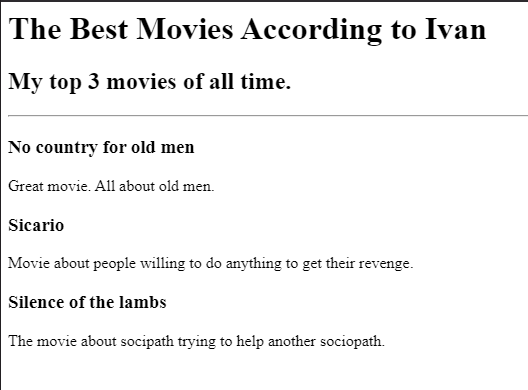 The Best Movies According to Ivan
My top 3 movies of all time.
No country for old men
Great movie. All about old men.
Sicario
Movie about people willing to do anything to get their revenge.
Silence of the lambs
The movie about socipath trying to help another sociopath.